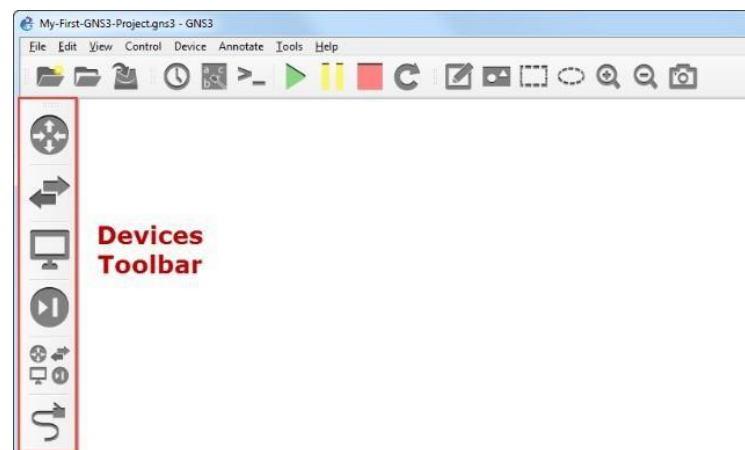 My-First-GNS3-Project.gns3 - GNS3
File Edit View Control Device Annotate Tools Help
Devices
Toolbar